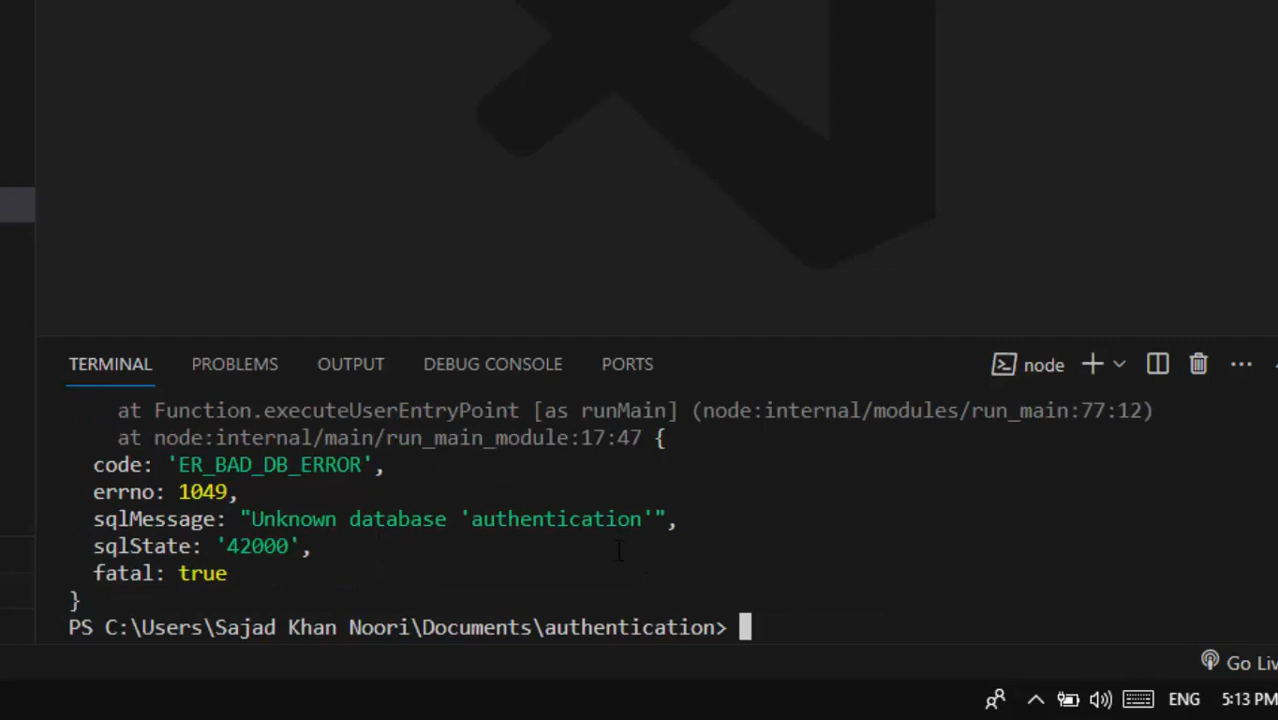 TERMINAL PROBLEMS OUTPUT DEBUG CONSOLE PORTS node
at Function.executeUserEntryPoint [as runMain] (node:internal/modules/run_main:77:12)
at node:internal/main/run_main_module:17:47 {
code: 'ER_BAD_DB_ERROR',
errno: 1049,
sqlMessage: "Unknown database 'authentication'",
sqlState: '42000',
fatal: true
}
PS C:\Users\Sajad Khan Noori\Documents\authentication>
Go Liv
ENG 5:13 PM